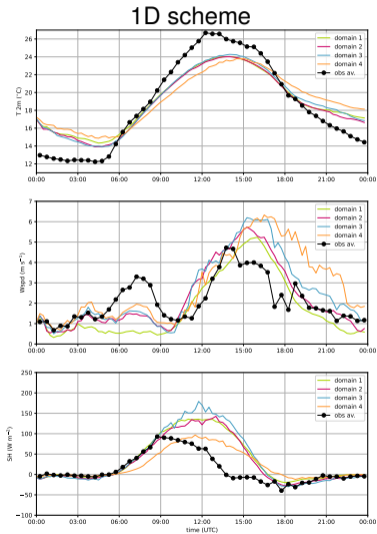 1D scheme
28
26
24
22
20
18
16
14
12
T 2m (°C)
domain 1
domain 2
domain 3
domain 4
obs av.
00:00 03:00 06:00 09:00 12:00 15:00 18:00 21:00 00:00
7
6
5
4
3
2
1
0
Wspd (m s⁻¹)
domain 1
domain 2
domain 3
domain 4
obs av.
00:00 03:00 06:00 09:00 12:00 15:00 18:00 21:00 00:00
250
200
150
100
50
0
−50
−100
SH (W m⁻²)
domain 1
domain 2
domain 3
domain 4
obs av.
00:00 03:00 06:00 09:00 12:00 15:00 18:00 21:00 00:00
time (UTC)